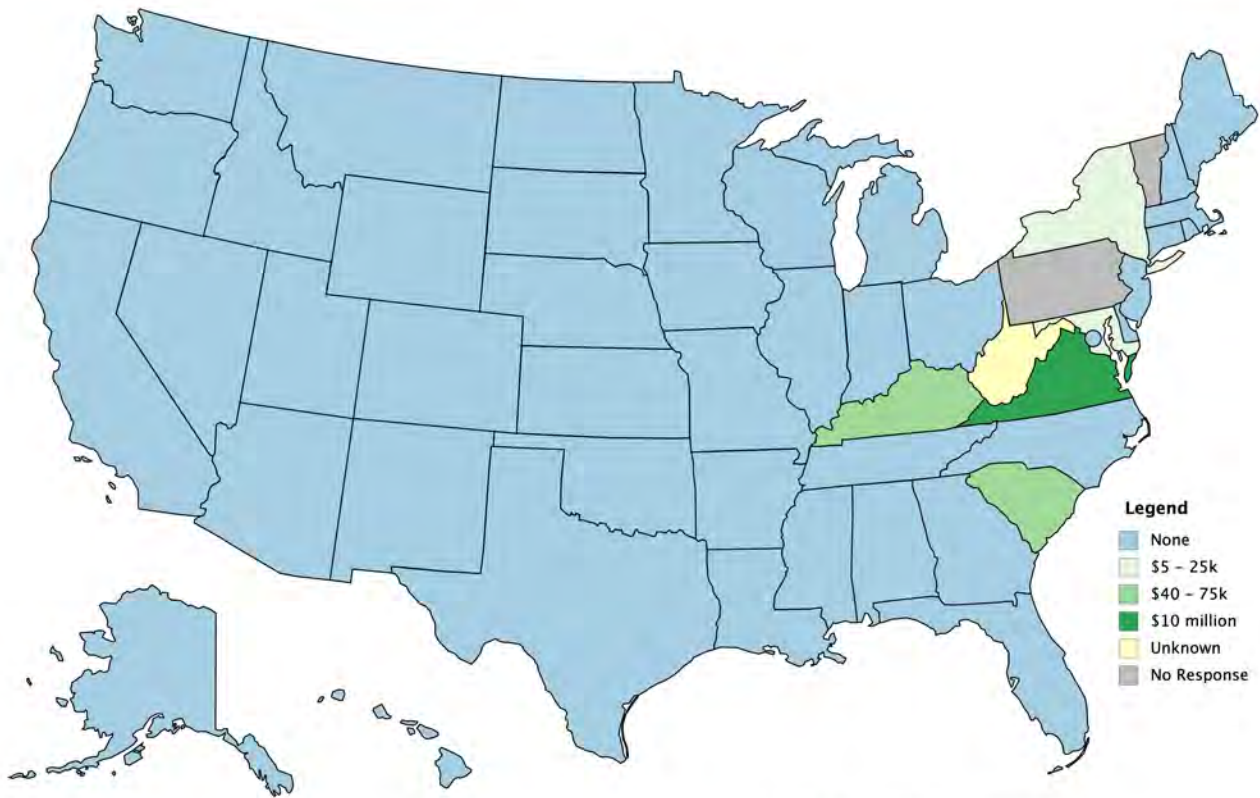 Legend
None
$5 – 25k
$40 – 75k
$10 million
Unknown
No Response